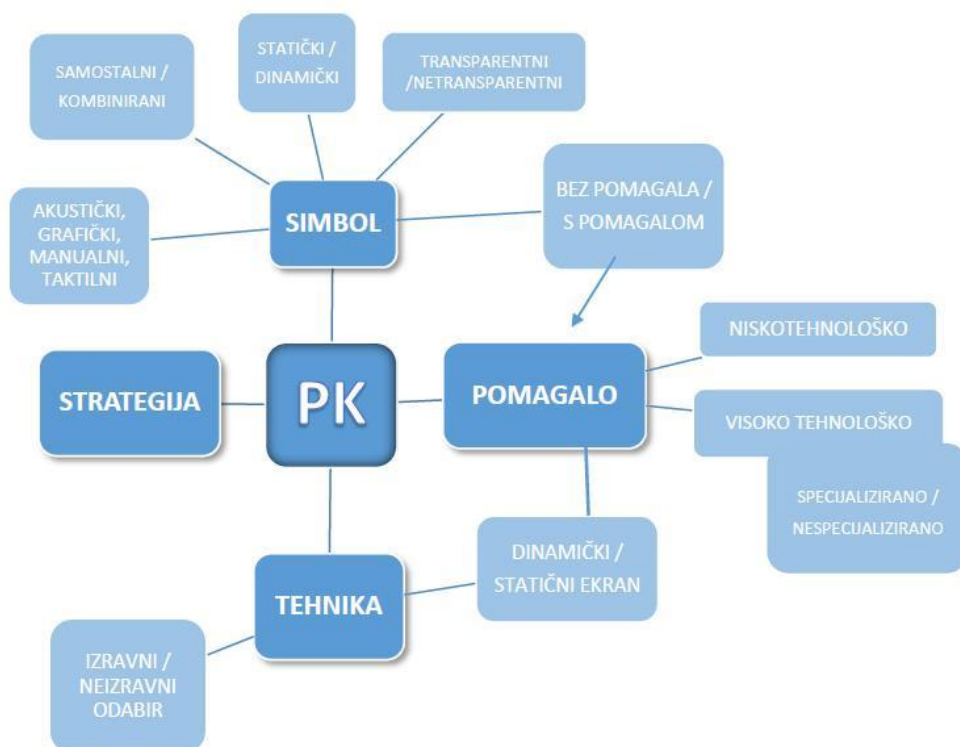 SAMOSTALNI /
KOMBINIRANI
STATIČKI /
DINAMIČKI
TRANSPARENTNI
/NETRANSPARENTNI
AKUSTIČKI,
GRAFIČKI,
MANUALNI,
TAKTILNI
SIMBOL
BEZ POMAGALA /
S POMAGALOM
NISKOTEHNOLOŠKO
STRATEGIJA
PK
POMAGALO
VISOKO TEHNOLOŠKO
SPECIJALIZIRANO /
NESPECIJALIZIRANO
DINAMIČKI /
STATIČNI EKRAN
TEHNIKA
IZRAVNI /
NEIZRAVNI
ODABIR